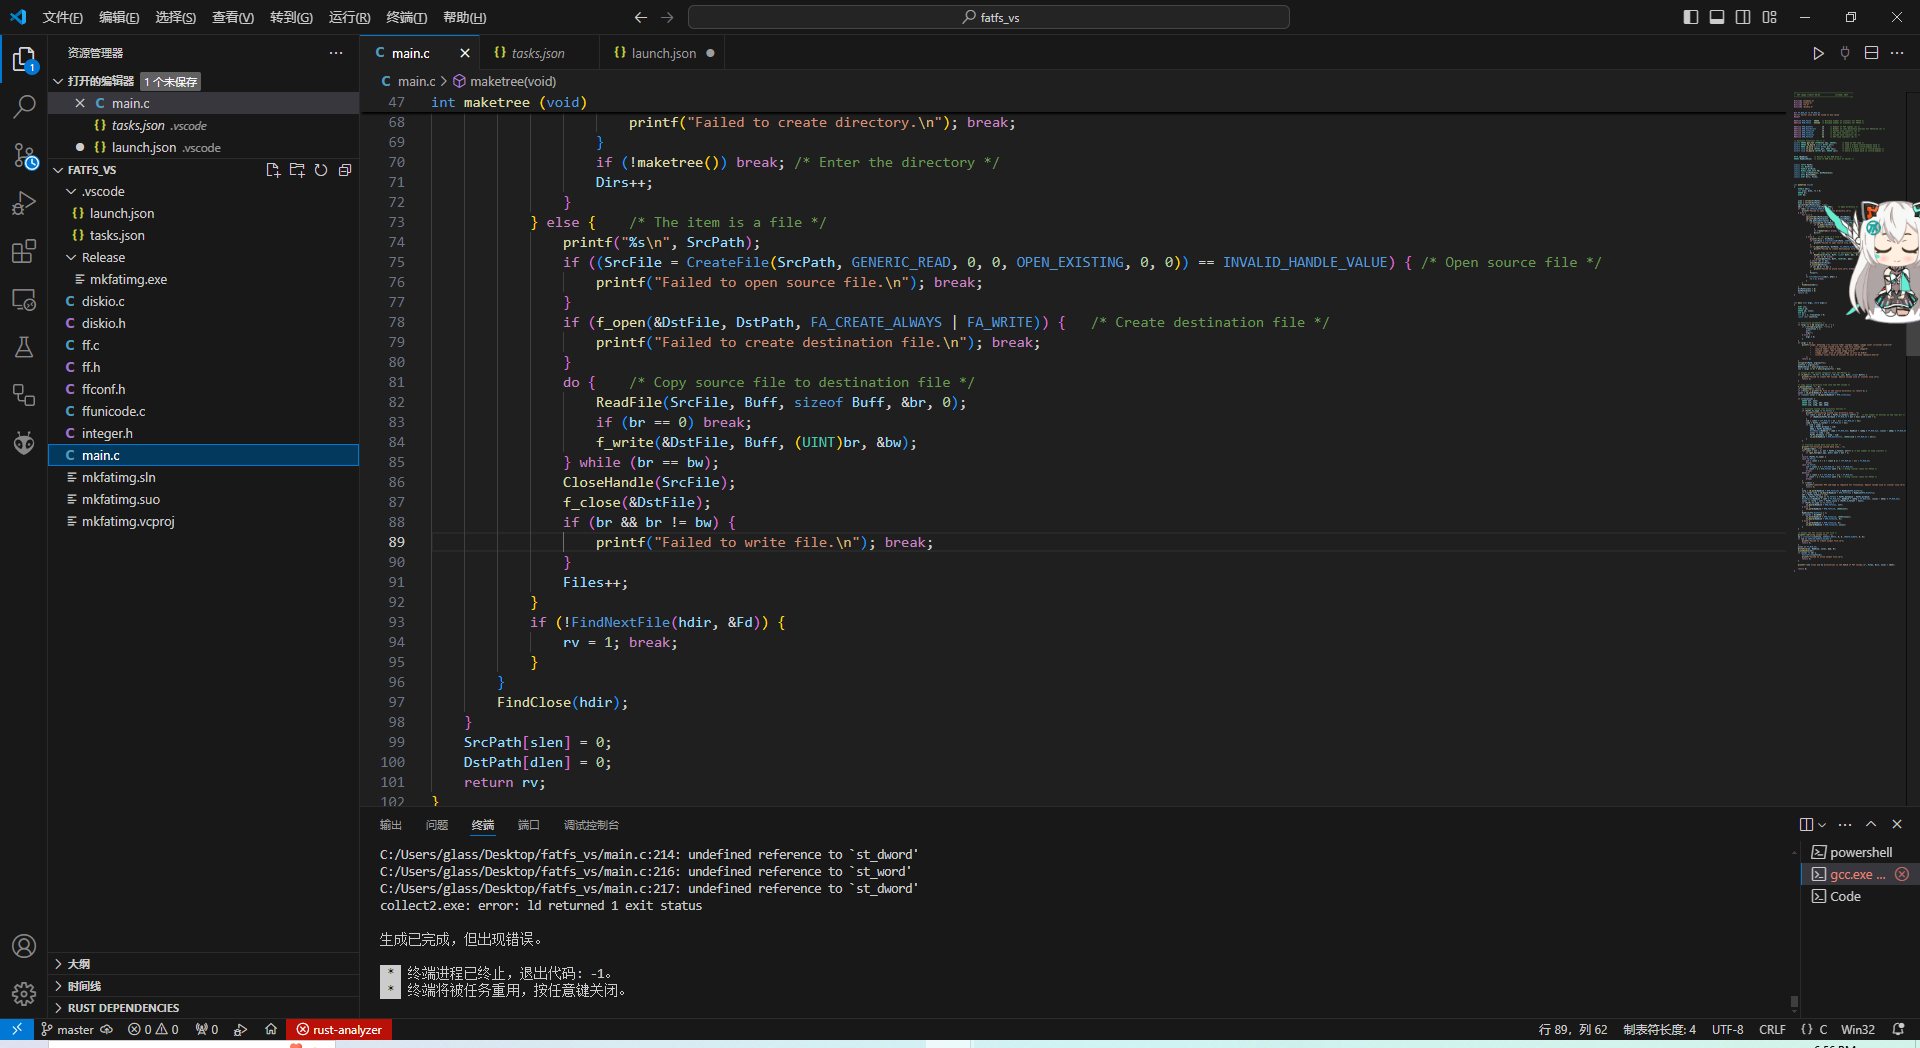 文件(F) 编辑(E) 选择(S) 查看(V) 转到(G) 运行(R) 终端(T) 帮助(H)
fatfs_vs
资源管理器
打开的编辑器 1 个未保存
main.c
tasks.json .vscode
launch.json .vscode
FATFS_VS
.vscode
launch.json
tasks.json
Release
mkfatimg.exe
diskio.c
diskio.h
ff.c
ff.h
ffconf.h
ffunicode.c
integer.h
main.c
mkfatimg.sln
mkfatimg.suo
mkfatimg.vcproj
大纲
时间线
RUST DEPENDENCIES
main.c tasks.json launch.json
main.c > maketree(void)
47 int maketree (void)
68 printf("Failed to create directory.\n"); break;
69 }
70 if (!maketree()) break; /* Enter the directory */
71 Dirs++;
72 }
73 } else { /* The item is a file */
74 printf("%s\n", SrcPath);
75 if ((SrcFile = CreateFile(SrcPath, GENERIC_READ, 0, 0, OPEN_EXISTING, 0, 0)) == INVALID_HANDLE_VALUE) { /* Open source file */
76 printf("Failed to open source file.\n"); break;
77 }
78 if (f_open(&DstFile, DstPath, FA_CREATE_ALWAYS | FA_WRITE)) { /* Create destination file */
79 printf("Failed to create destination file.\n"); break;
80 }
81 do { /* Copy source file to destination file */
82 ReadFile(SrcFile, Buff, sizeof Buff, &br, 0);
83 if (br == 0) break;
84 f_write(&DstFile, Buff, (UINT)br, &bw);
85 } while (br == bw);
86 CloseHandle(SrcFile);
87 f_close(&DstFile);
88 if (br && br != bw) {
89 printf("Failed to write file.\n"); break;
90 }
91 Files++;
92 }
93 if (!FindNextFile(hdir, &Fd)) {
94 rv = 1; break;
95 }
96 }
97 FindClose(hdir);
98 }
99 SrcPath[slen] = 0;
100 DstPath[dlen] = 0;
101 return rv;
102 }
输出 问题 终端 端口 调试控制台
C:/Users/glass/Desktop/fatfs_vs/main.c:214: undefined reference to `st_dword'
C:/Users/glass/Desktop/fatfs_vs/main.c:216: undefined reference to `st_word'
C:/Users/glass/Desktop/fatfs_vs/main.c:217: undefined reference to `st_dword'
collect2.exe: error: ld returned 1 exit status
生成已完成，但出现错误。
* 终端进程已终止，退出代码: -1。
* 终端将被任务重用，按任意键关闭。
powershell
gcc.exe ...
Code
master 0 0 0 rust-analyzer 行 89，列 62 制表符长度: 4 UTF-8 CRLF {} C Win32